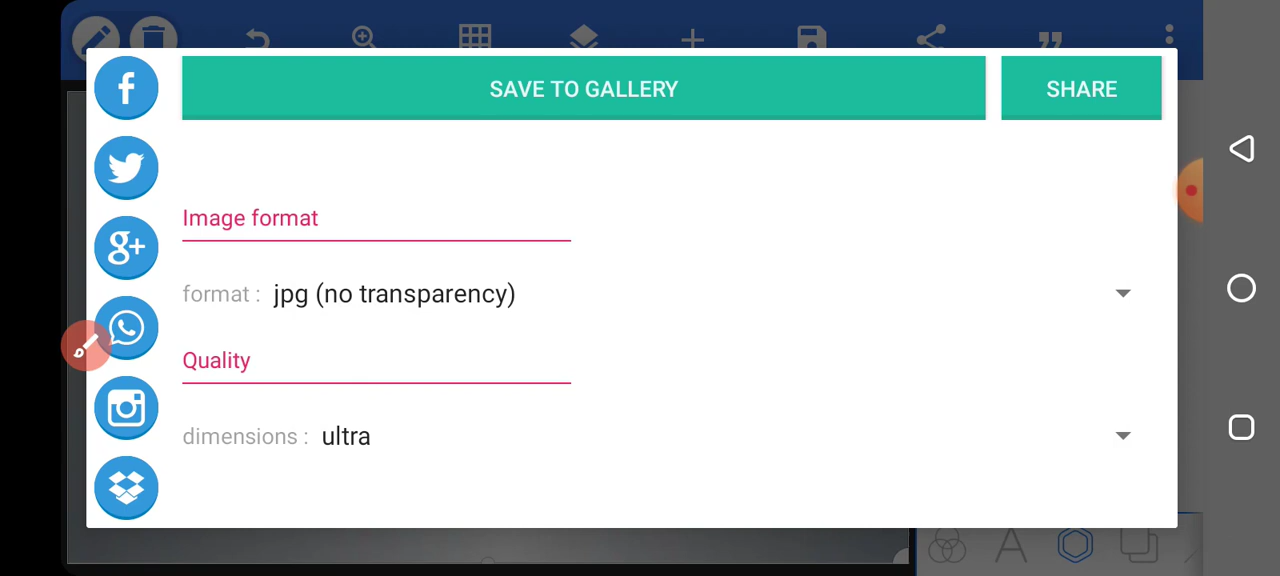 SAVE TO GALLERY
SHARE
Image format
format : jpg (no transparency)
Quality
dimensions : ultra